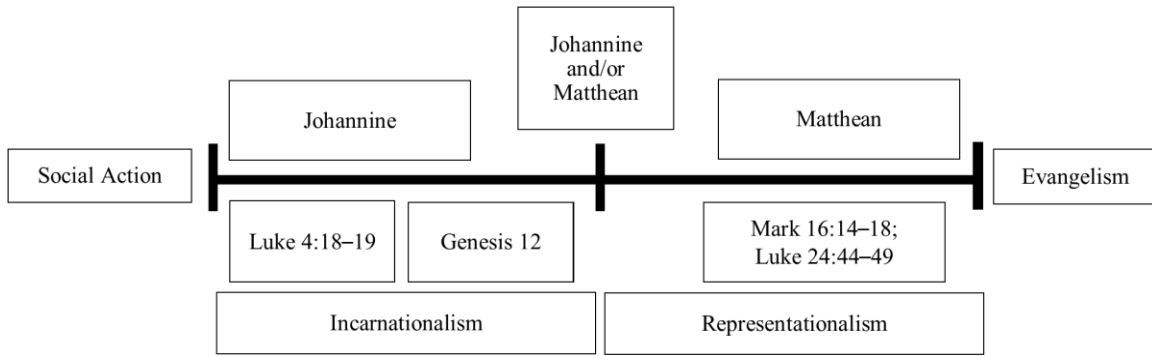 Johannine
and/or
Matthean
Johannine
Matthean
Social Action
Evangelism
Luke 4:18–19
Genesis 12
Mark 16:14–18;
Luke 24:44–49
Incarnationalism
Representationalism